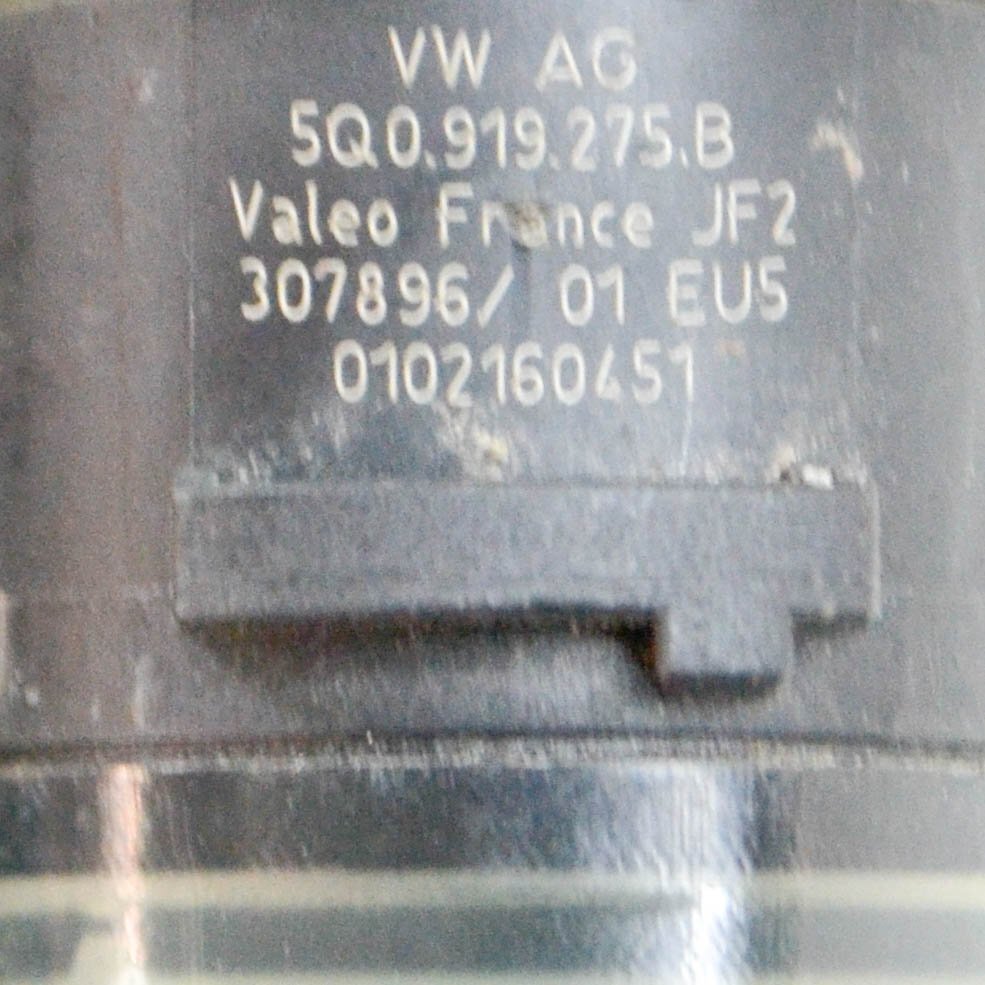 VW AG
5Q0.919.275.B
Valeo France JF2
307896/ 01 EU5
0102160451